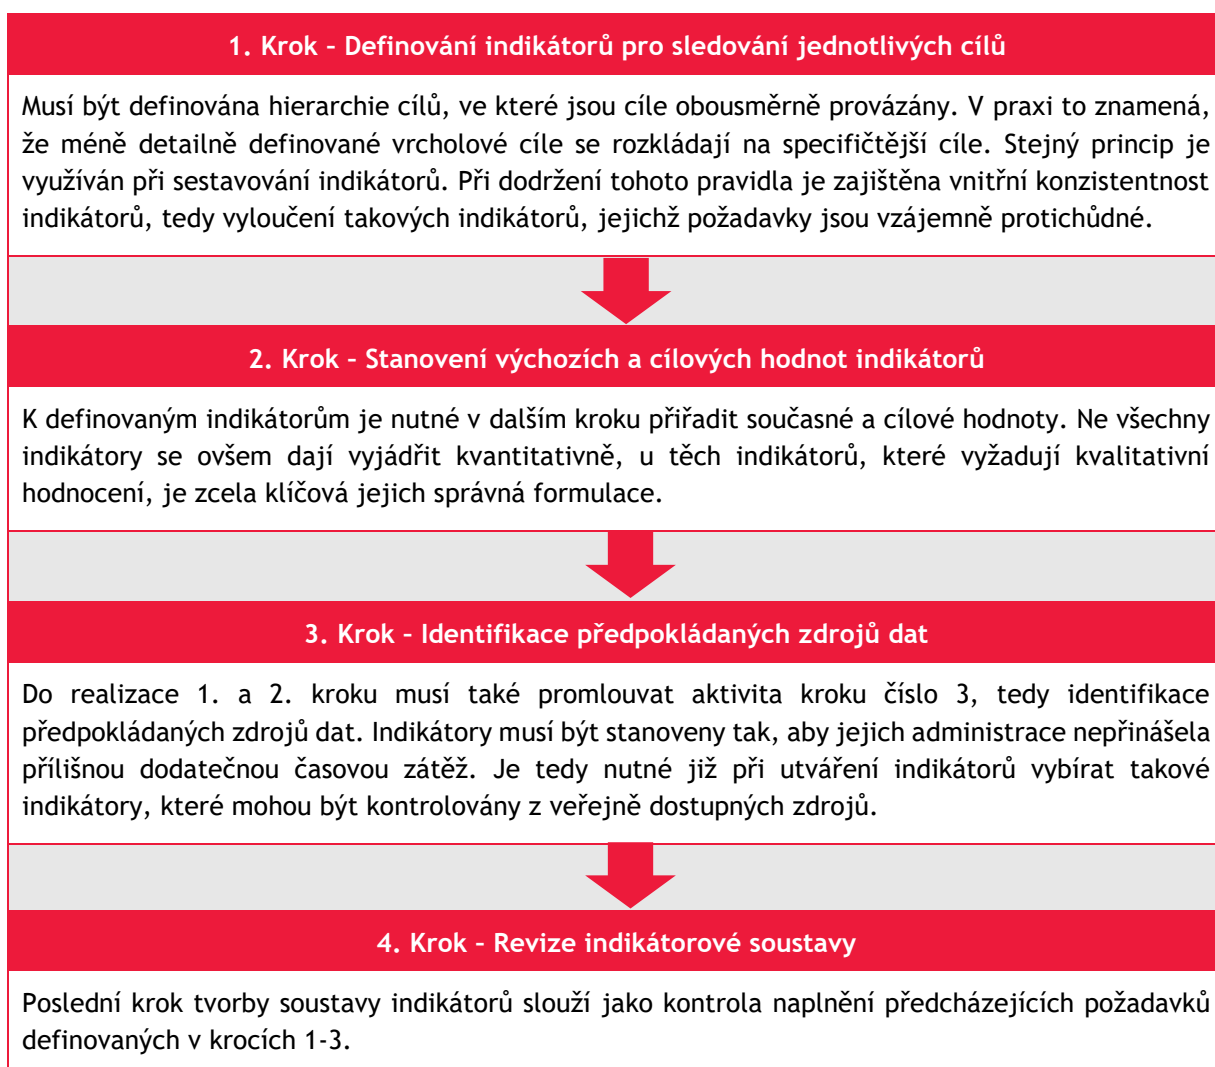 1. Krok – Definování indikátorů pro sledování jednotlivých cílů
Musí být definována hierarchie cílů, ve které jsou cíle obousměrně provázány. V praxi to znamená,
že méně detailně definované vrcholové cíle se rozkládají na specifičtější cíle. Stejný princip je
využíván při sestavování indikátorů. Při dodržení tohoto pravidla je zajištěna vnitřní konzistentnost
indikátorů, tedy vyloučení takových indikátorů, jejichž požadavky jsou vzájemně protichůdné.
2. Krok – Stanovení výchozích a cílových hodnot indikátorů
K definovaným indikátorům je nutné v dalším kroku přiřadit současné a cílové hodnoty. Ne všechny
indikátory se ovšem dají vyjádřit kvantitativně, u těch indikátorů, které vyžadují kvalitativní
hodnocení, je zcela klíčová jejich správná formulace.
3. Krok – Identifikace předpokládaných zdrojů dat
Do realizace 1. a 2. kroku musí také promlouvat aktivita kroku číslo 3, tedy identifikace
předpokládaných zdrojů dat. Indikátory musí být stanoveny tak, aby jejich administrace nepřinášela
přílišnou dodatečnou časovou zátěž. Je tedy nutné již při utváření indikátorů vybírat takové
indikátory, které mohou být kontrolovány z veřejně dostupných zdrojů.
4. Krok – Revize indikátorové soustavy
Poslední krok tvorby soustavy indikátorů slouží jako kontrola naplnění předcházejících požadavků
definovaných v krocích 1-3.